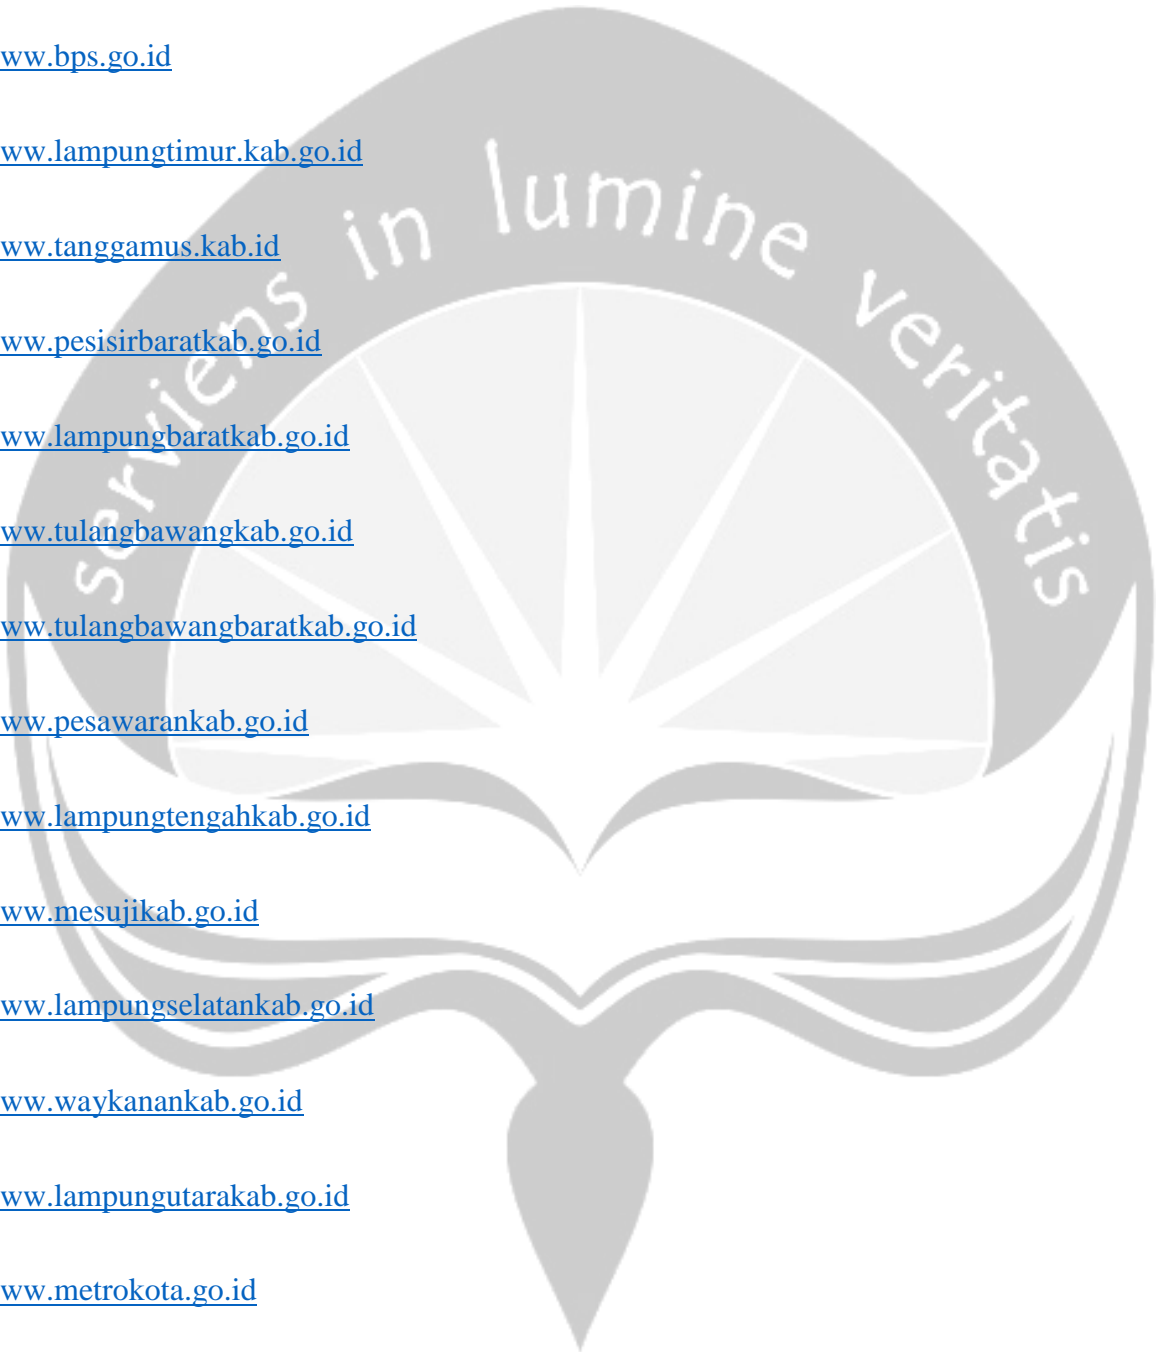 ww.bps.go.id
ww.lampungtimur.kab.go.id
ww.tanggamus.kab.id
ww.pesisirbaratkab.go.id
ww.lampungbaratkab.go.id
ww.tulangbawangkab.go.id
ww.tulangbawangbaratkab.go.id
ww.pesawarankab.go.id
ww.lampungtengahkab.go.id
ww.mesujikab.go.id
ww.lampungselatankab.go.id
ww.waykanankab.go.id
ww.lampungutarakab.go.id
ww.metrokota.go.id
serviens in lumine veritatis